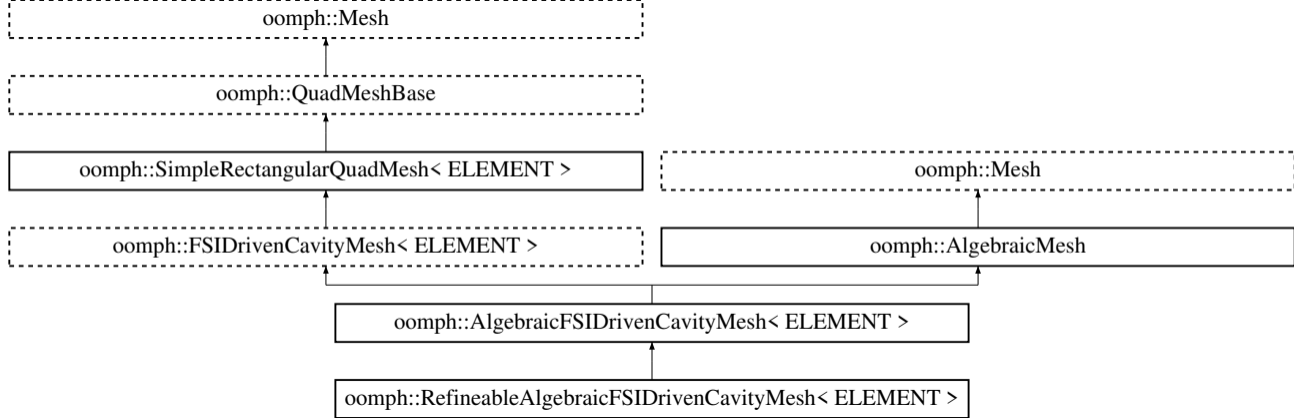 oomph::Mesh
oomph::QuadMeshBase
oomph::SimpleRectangularQuadMesh< ELEMENT >
oomph::Mesh
oomph::FSIDrivenCavityMesh< ELEMENT >
oomph::AlgebraicMesh
oomph::AlgebraicFSIDrivenCavityMesh< ELEMENT >
oomph::RefineableAlgebraicFSIDrivenCavityMesh< ELEMENT >